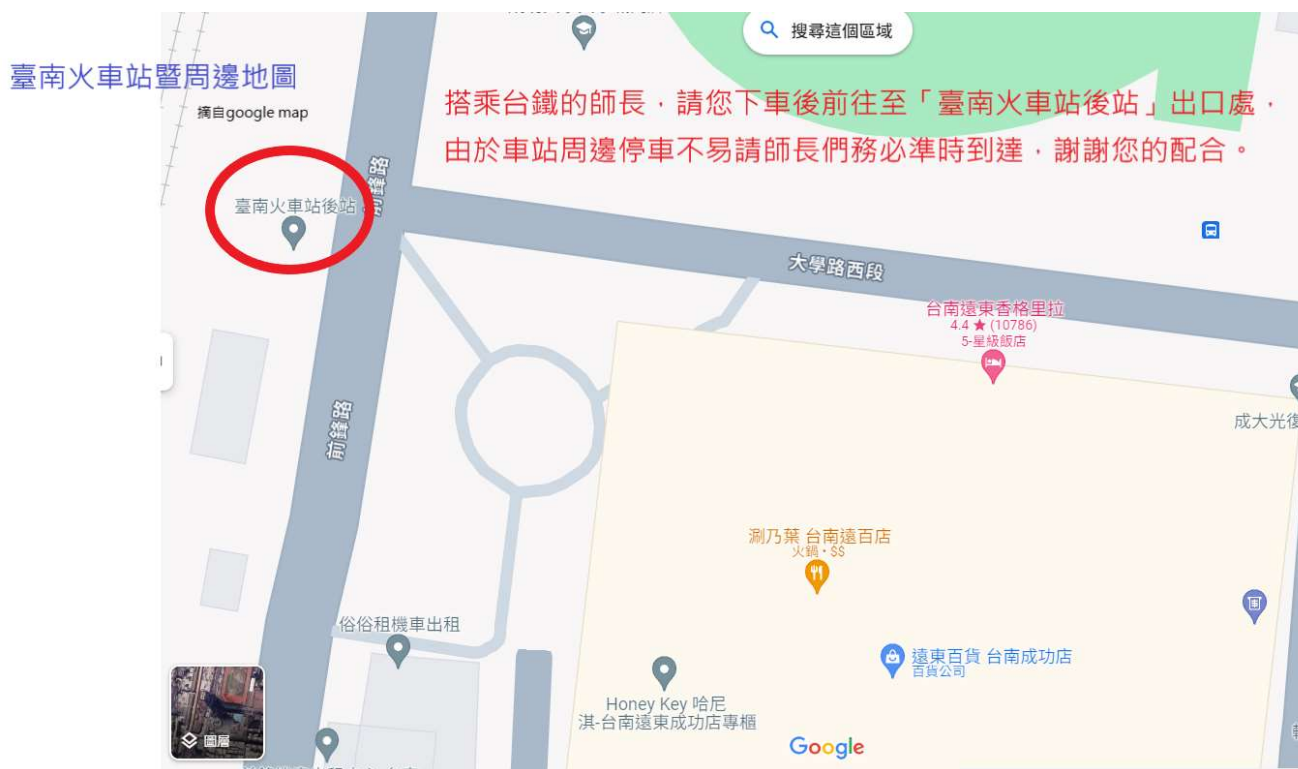 搜尋這個區域
臺南火車站暨周邊地圖
摘自google map
搭乘台鐵的師長，請您下車後前往至「臺南火車站後站」出口處，
由於車站周邊停車不易請師長們務必準時到達，謝謝您的配合。
前鋒路
臺南火車站後站
大學路西段
台南遠東香格里拉
4.4 ★ (10786)
5-星級飯店
前鋒路
成大光復
涮乃葉 台南遠百店
火鍋・$$
俗俗租機車出租
遠東百貨 台南成功店
百貨公司
Honey Key 哈尼
淇-台南遠東成功店專櫃
圖層
Google